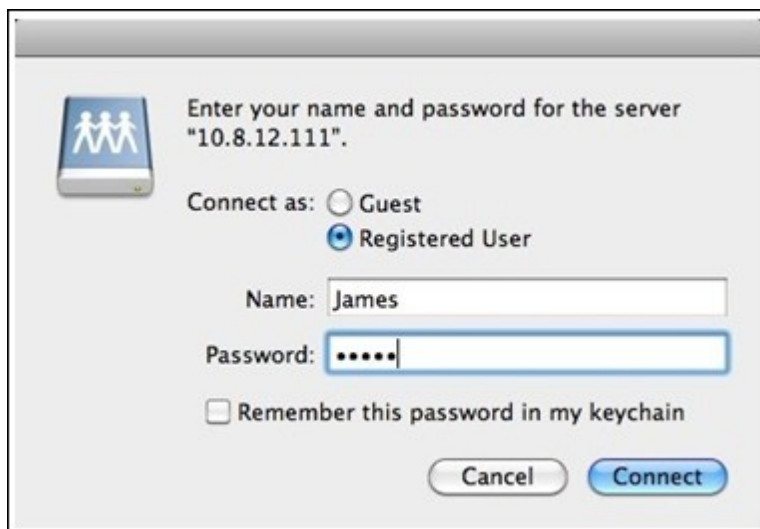 Enter your name and password for the server
"10.8.12.111".
Connect as: Guest
Registered User
Name: James
Password: •••••
Remember this password in my keychain
Cancel Connect